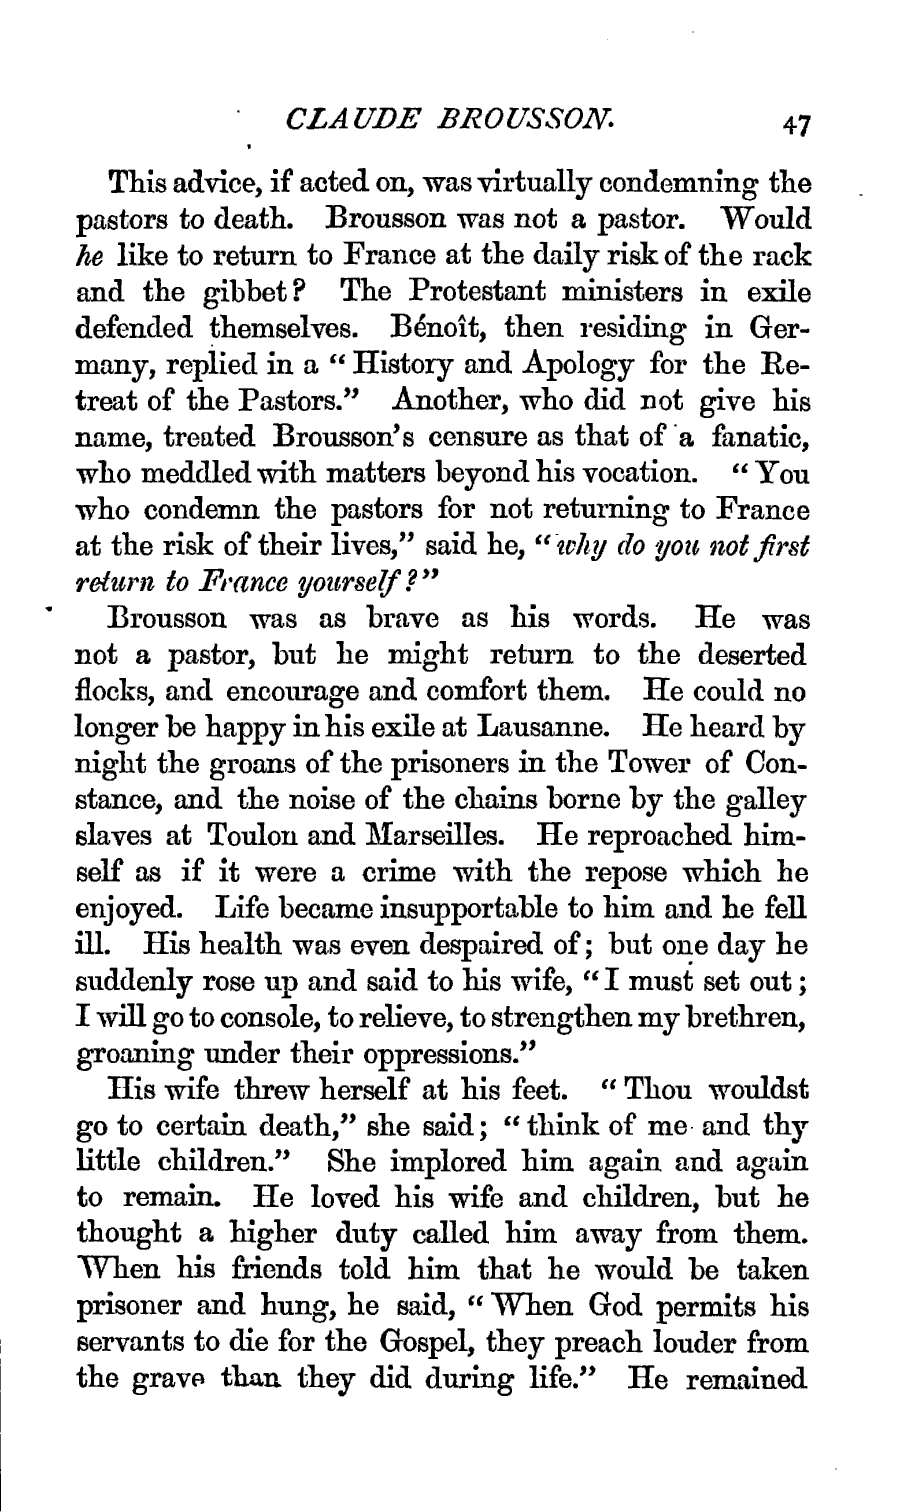 CLAUDE BROUSSON. 47
This advice, if acted on, was virtually condemning the
pastors to death. Brousson was not a pastor. Would
he like to return to France at the daily risk of the rack
and the gibbet? The Protestant ministers in exile
defended themselves. Bénoît, then residing in Ger-
many, replied in a “ History and Apology for the Re-
treat of the Pastors.” Another, who did not give his
name, treated Brousson’s censure as that of a fanatic,
who meddled with matters beyond his vocation. “ You
who condemn the pastors for not returning to France
at the risk of their lives,” said he, “ why do you not first
return to France yourself ? ”
Brousson was as brave as his words. He was
not a pastor, but he might return to the deserted
flocks, and encourage and comfort them. He could no
longer be happy in his exile at Lausanne. He heard by
night the groans of the prisoners in the Tower of Con-
stance, and the noise of the chains borne by the galley
slaves at Toulon and Marseilles. He reproached him-
self as if it were a crime with the repose which he
enjoyed. Life became insupportable to him and he fell
ill. His health was even despaired of ; but one day he
suddenly rose up and said to his wife, “ I must set out ;
I will go to console, to relieve, to strengthen my brethren,
groaning under their oppressions.”
His wife threw herself at his feet. “ Thou wouldst
go to certain death,” she said ; “ think of me and thy
little children.” She implored him again and again
to remain. He loved his wife and children, but he
thought a higher duty called him away from them.
When his friends told him that he would be taken
prisoner and hung, he said, “ When God permits his
servants to die for the Gospel, they preach louder from
the grave than they did during life.” He remained